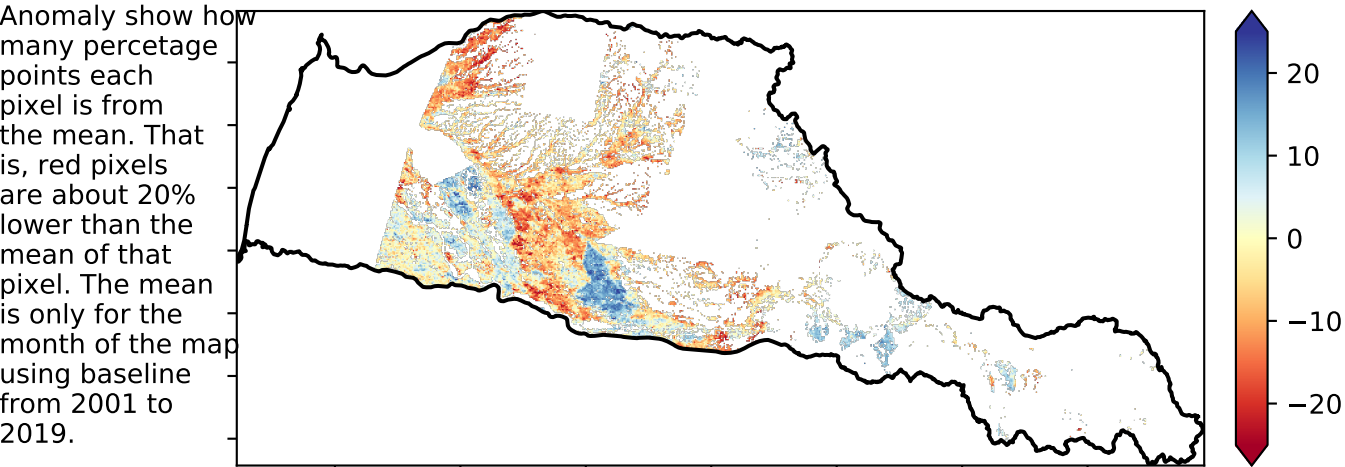 Anomaly show how
many percetage
points each
pixel is from
the mean. That
is, red pixels
are about 20%
lower than the
mean of that
pixel. The mean
is only for the
month of the map
using baseline
from 2001 to
2019.
20
10
0
−10
−20